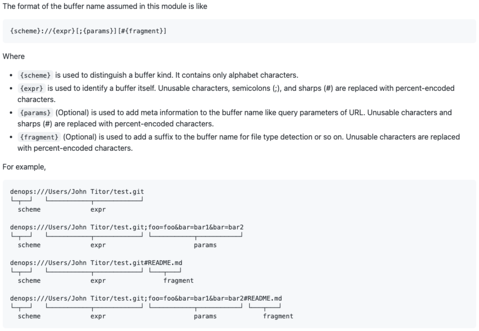 The format of the buffer name assumed in this module is like
{scheme}://{expr}[;{params}][#{fragment}]
Where
{scheme} is used to distinguish a buffer kind. It contains only alphabet characters.
{expr} is used to identify a buffer itself. Unusable characters, semicolons (;), and sharps (#) are replaced with percent-encoded
characters.
{params} (Optional) is used to add meta information to the buffer name like query parameters of URL. Unusable characters and
sharps (#) are replaced with percent-encoded characters.
{fragment} (Optional) is used to add a suffix to the buffer name for file type detection or so on. Unusable characters are replaced
with percent-encoded characters.
For example,
denops:///Users/John Titor/test.git
scheme expr
denops:///Users/John Titor/test.git;foo=foo&bar=bar1&bar=bar2
scheme expr params
denops:///Users/John Titor/test.git#README.md
scheme expr fragment
denops:///Users/John Titor/test.git;foo=foo&bar=bar1&bar=bar2#README.md
scheme expr params fragment